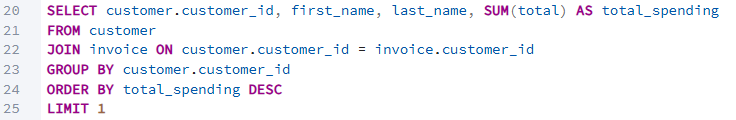 20 SELECT customer.customer_id, first_name, last_name, SUM(total) AS total_spending
21 FROM customer
22 JOIN invoice ON customer.customer_id = invoice.customer_id
23 GROUP BY customer.customer_id
24 ORDER BY total_spending DESC
25 LIMIT 1